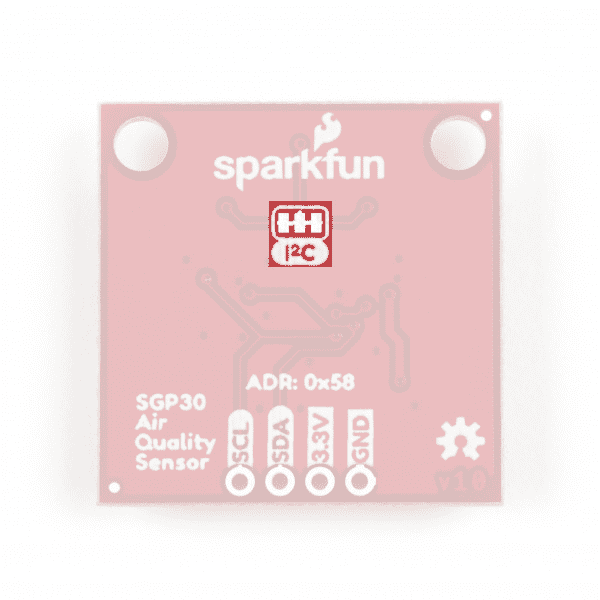 sparkfun
I²C
ADR: 0x58
SGP30
Air
Quality
Sensor
SCL
SDA
3.3V
GND
v10